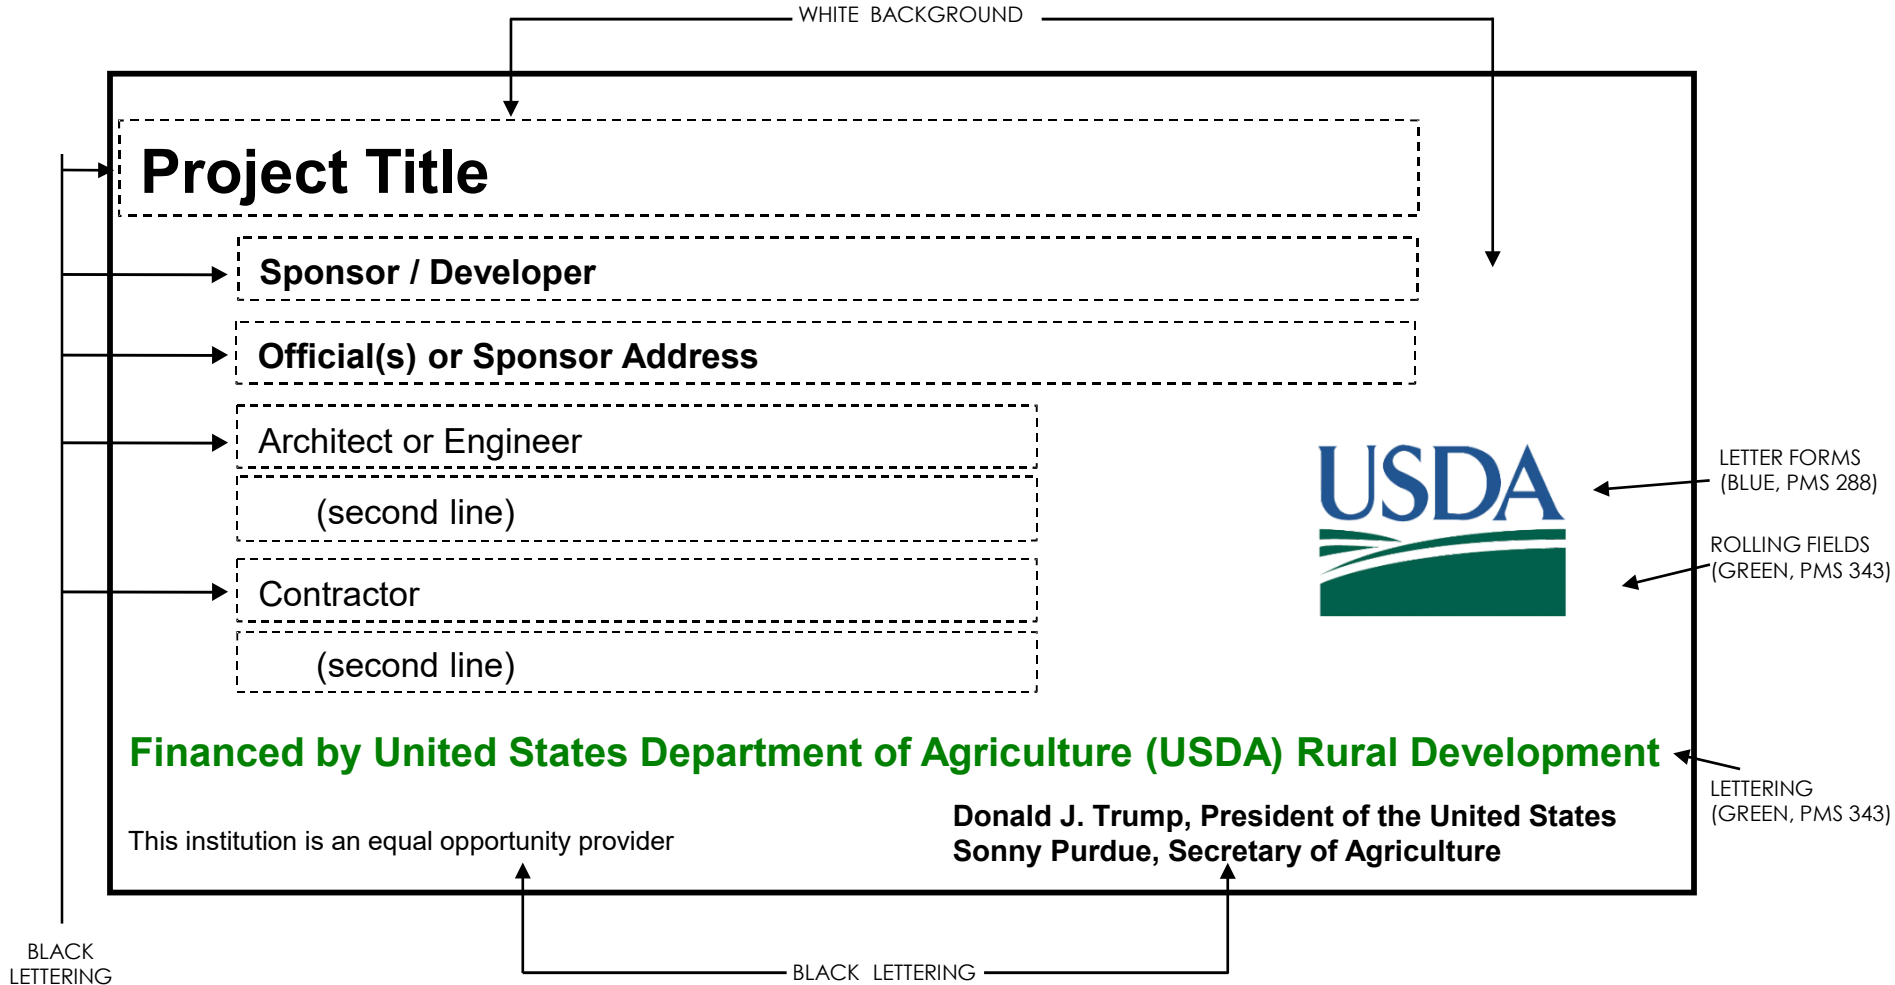 WHITE BACKGROUND
Project Title
Sponsor / Developer
Official(s) or Sponsor Address
Architect or Engineer
(second line)
Contractor
(second line)
USDA
LETTER FORMS
(BLUE, PMS 288)
ROLLING FIELDS
(GREEN, PMS 343)
Financed by United States Department of Agriculture (USDA) Rural Development
LETTERING
(GREEN, PMS 343)
This institution is an equal opportunity provider
Donald J. Trump, President of the United States
Sonny Purdue, Secretary of Agriculture
BLACK
LETTERING
BLACK LETTERING